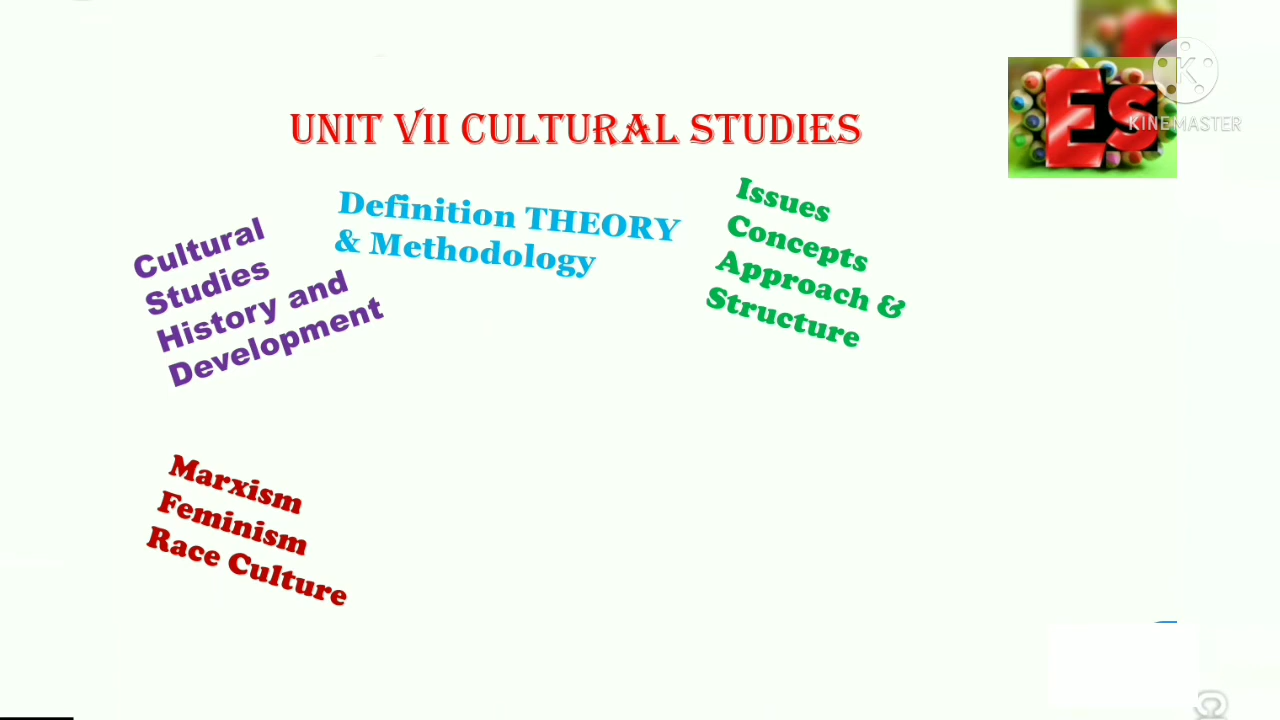 UNIT VII CULTURAL STUDIES
Es
KINEMASTER
Cultural
Studies
History and
Development
Definition THEORY
& Methodology
Issues
Concepts
Approach &
Structure
Marxism
Feminism
Race Culture